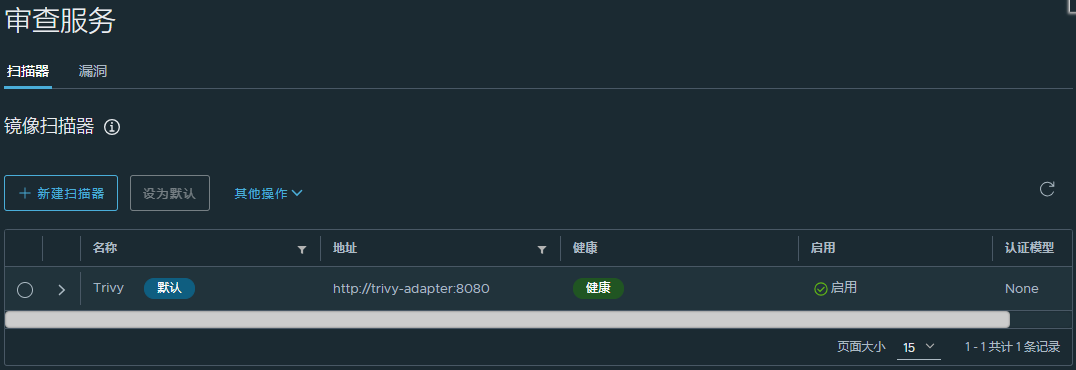 审查服务
扫描器 漏洞
镜像扫描器
新建扫描器 设为默认 其他操作
名称 地址 健康 启用 认证模型
Trivy 默认 http://trivy-adapter:8080 健康 启用 None
页面大小 15 1 - 1 共计 1 条记录